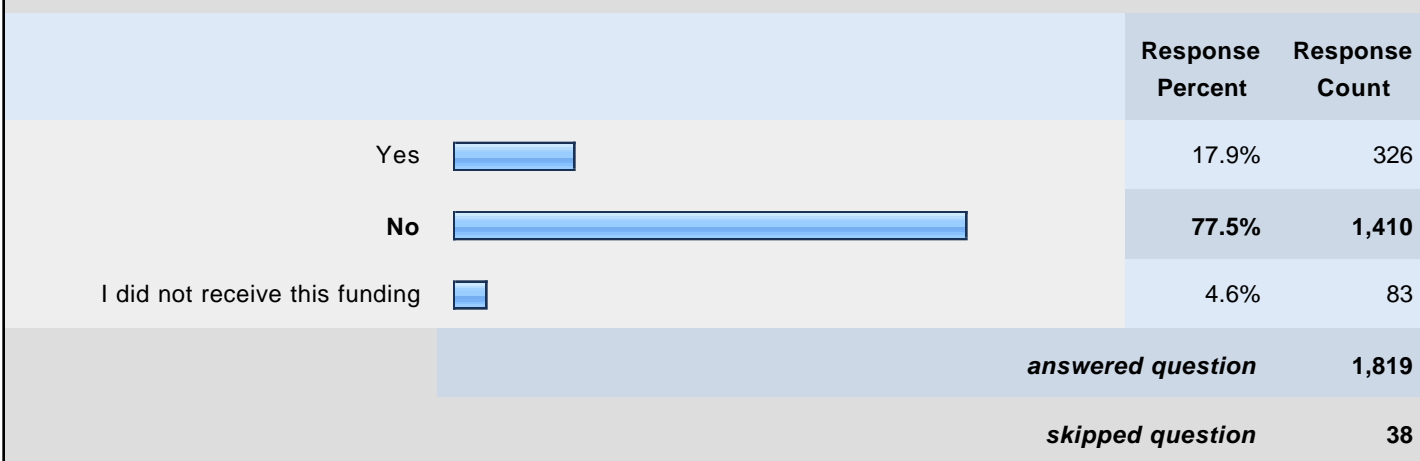 Response Response
Percent Count
Yes 17.9% 326
No 77.5% 1,410
I did not receive this funding 4.6% 83
answered question 1,819
skipped question 38